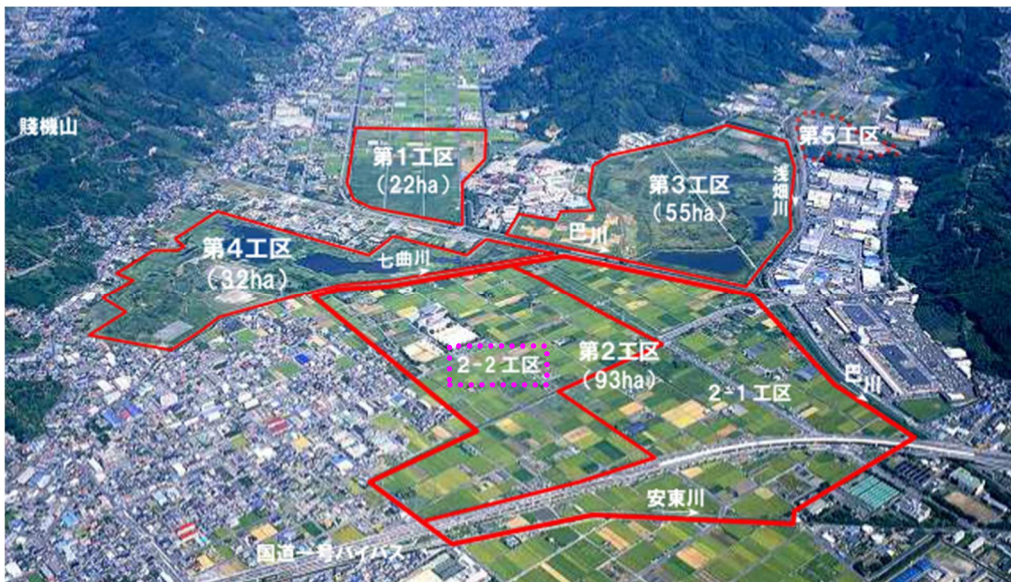 賤機山
第1工区
(22ha)
第5工区
第3工区
(55ha)
浅畑川
巴川
第4工区
(32ha)
七曲川
2-2工区
第2工区
(93ha)
2-1工区
巴川
安東川
国道一号バイパス